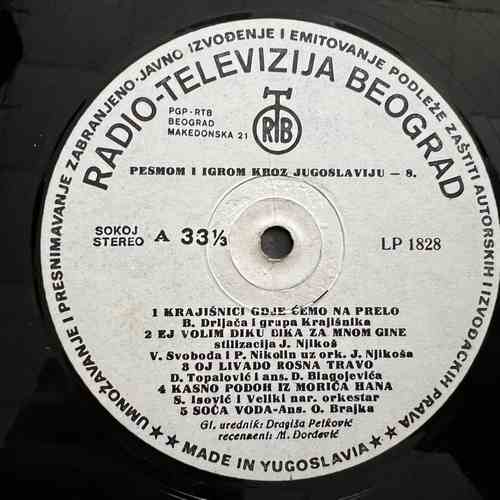 UMNOŽAVANJE I PRESNIMAVANJE ZABRANJENO·JAVNO IZVOĐENJE I EMITOVANJE PODLEŽE ZAŠTITI AUTORSKIH I IZVOĐAČKIH PRAVA
RADIO-TELEVIZIJA BEOGRAD
PGP-RTB
BEOGRAD
MAKEDONSKA 21
RTB
PESMOM I IGROM KROZ JUGOSLAVIJU — 8.
SOKOJ
STEREO A 33⅓
LP 1828
1 KRAJIŠNICI GDJE ĆEMO NA PRELO
B. Drljača i grupa Krajišnika
2 EJ VOLIM DIKU DIKA ZA MNOM GINE
stilizacija J. Njikoš
V. Svoboda i P. Nikolin uz ork. J. Njikoša
3 OJ LIVADO ROSNA TRAVO
D. Topalović i ans. D. Blagojevića
4 KASNO PODOH IZ MORIĆA HANA
S. Isović i Veliki nar. orkestar
5 SOČA VODA-Ans. O. Brajka
Gl. urednik: Dragiša Petković
recenzent: M. Đorđević
★★ MADE IN YUGOSLAVIA ★★